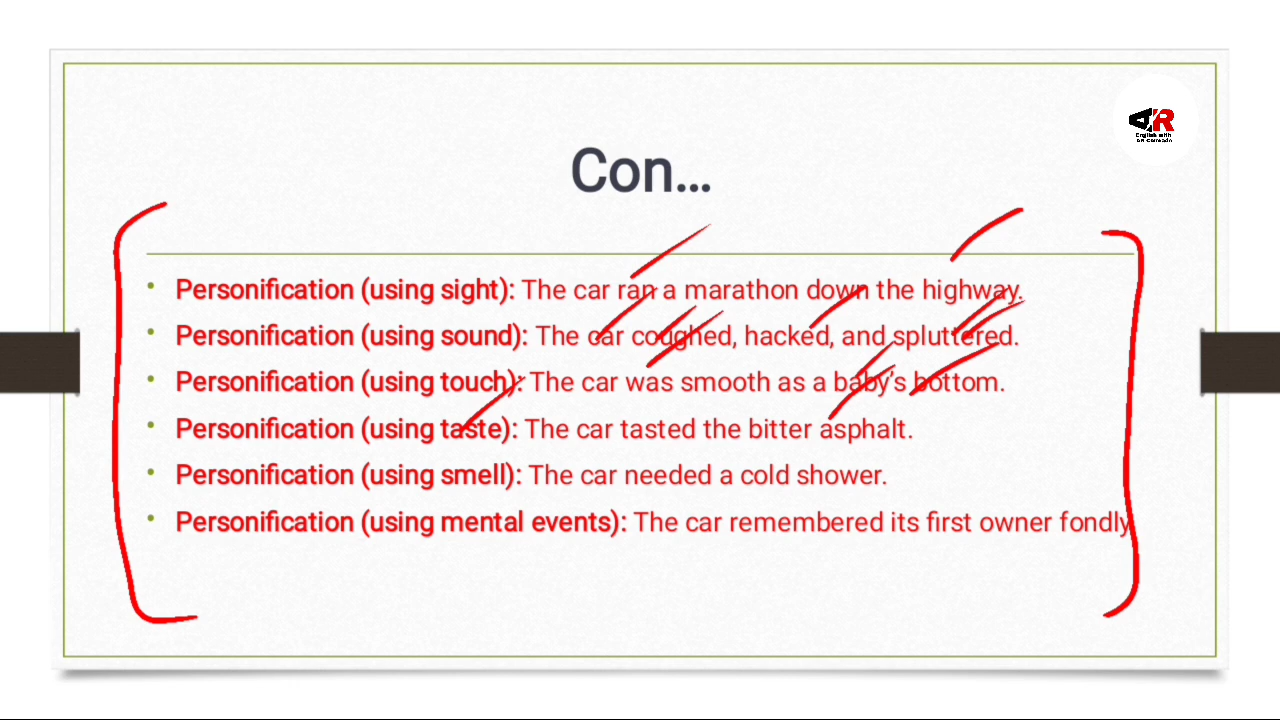 AR
English with
Con...
Personification (using sight): The car ran a marathon down the highway.
Personification (using sound): The car coughed, hacked, and spluttered.
Personification (using touch): The car was smooth as a baby's bottom.
Personification (using taste): The car tasted the bitter asphalt.
Personification (using smell): The car needed a cold shower.
Personification (using mental events): The car remembered its first owner fondly